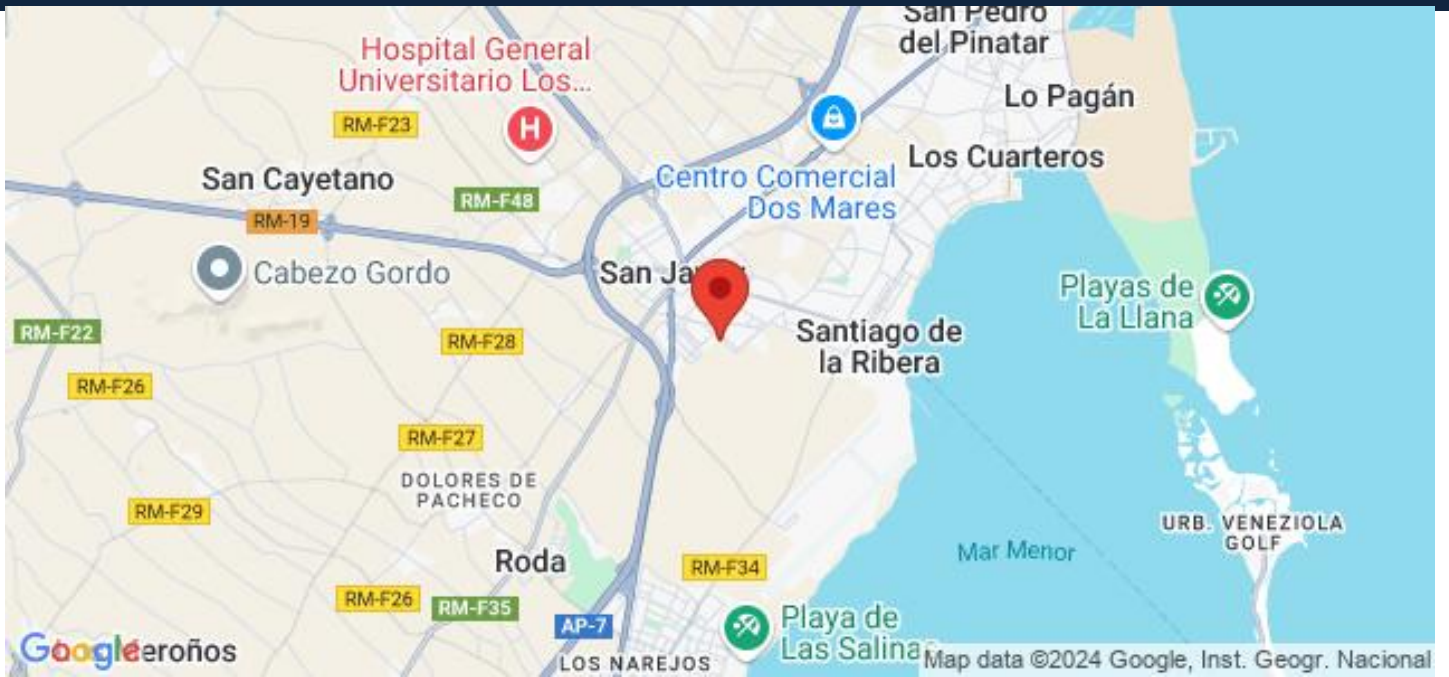 San Pedro
del Pinatar
Hospital General
Universitario Los...
Lo Pagán
RM-F23
H
Los Cuarteros
San Cayetano
Centro Comercial
Dos Mares
RM-F48
RM-19
Cabezo Gordo
San Ja
Playas de
La Llana
RM-F22
RM-F28
Santiago de
la Ribera
RM-F26
RM-F27
DOLORES DE
PACHECO
RM-F29
URB. VENEZIOLA
GOLF
Mar Menor
Roda
RM-F34
RM-F26
RM-F35
AP-7
Playa de
Las Salinas
Google
eroños
LOS NAREJOS
Map data ©2024 Google, Inst. Geogr. Nacional